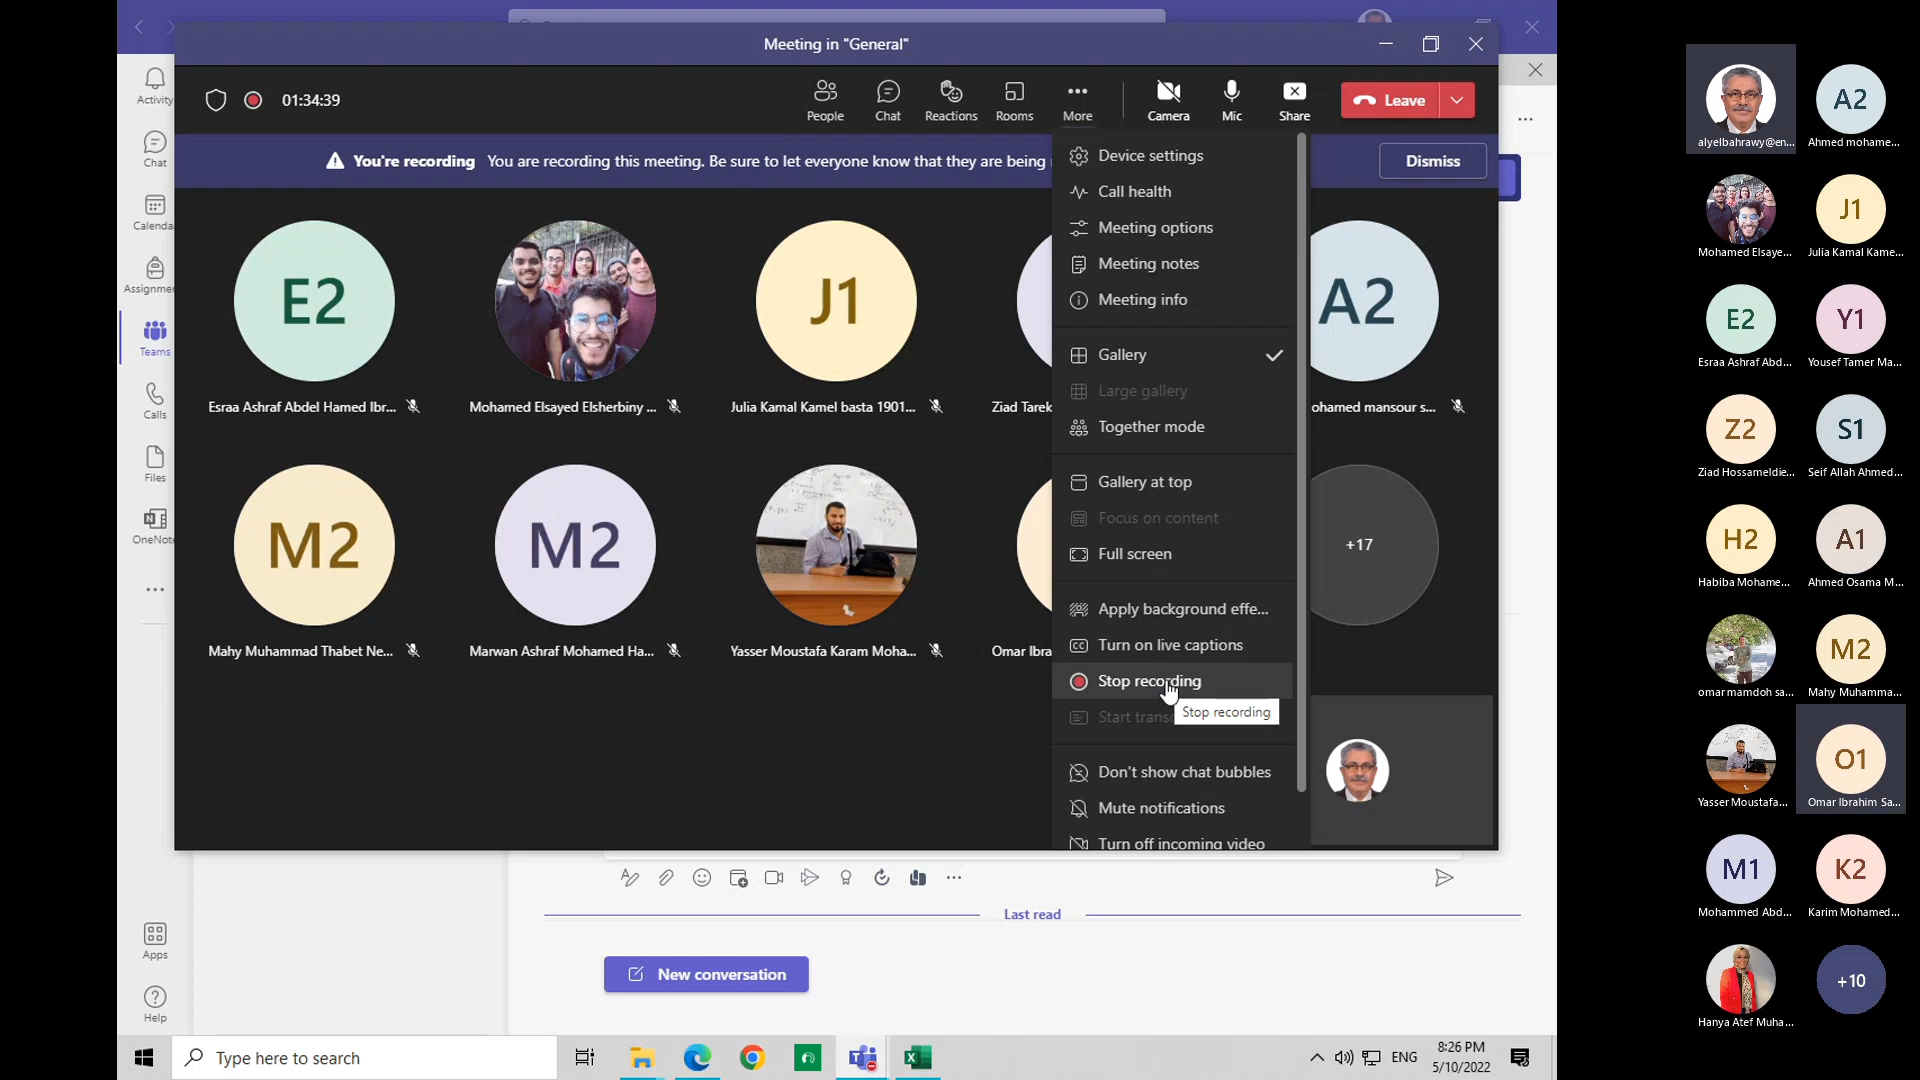 Meeting in "General"
01:34:39
People
Chat
Reactions
Rooms
More
Camera
Mic
Share
Leave
You're recording You are recording this meeting. Be sure to let everyone know that they are being
Dismiss
Activity
Chat
Calenda
Assignmen
Teams
Calls
Files
OneNot
Apps
Help
E2
Esraa Ashraf Abdel Hamed Ibr...
Mohamed Elsayed Elsherbiny ...
J1
Julia Kamal Kamel basta 1901...
Ziad Tarek
A2
ohamed mansour s...
M2
Mahy Muhammad Thabet Ne...
M2
Marwan Ashraf Mohamed Ha...
Yasser Moustafa Karam Moha...
Omar Ibra
+17
Device settings
Call health
Meeting options
Meeting notes
Meeting info
Gallery
Large gallery
Together mode
Gallery at top
Focus on content
Full screen
Apply background effe...
Turn on live captions
Stop recording
Start transc
Stop recording
Don't show chat bubbles
Mute notifications
Turn off incoming video
Last read
New conversation
Type here to search
ENG
8:26 PM
5/10/2022
alyelbahrawy@en...
A2
Ahmed mohame...
Mohamed Elsaye...
J1
Julia Kamal Kame...
E2
Esraa Ashraf Abd...
Y1
Yousef Tamer Ma...
Z2
Ziad Hossameldie...
S1
Seif Allah Ahmed...
H2
Habiba Mohame...
A1
Ahmed Osama M...
omar mamdoh sa...
M2
Mahy Muhamma...
Yasser Moustafa...
O1
Omar Ibrahim Sa...
M1
Mohammed Abd...
K2
Karim Mohamed...
Hanya Atef Muha...
+10